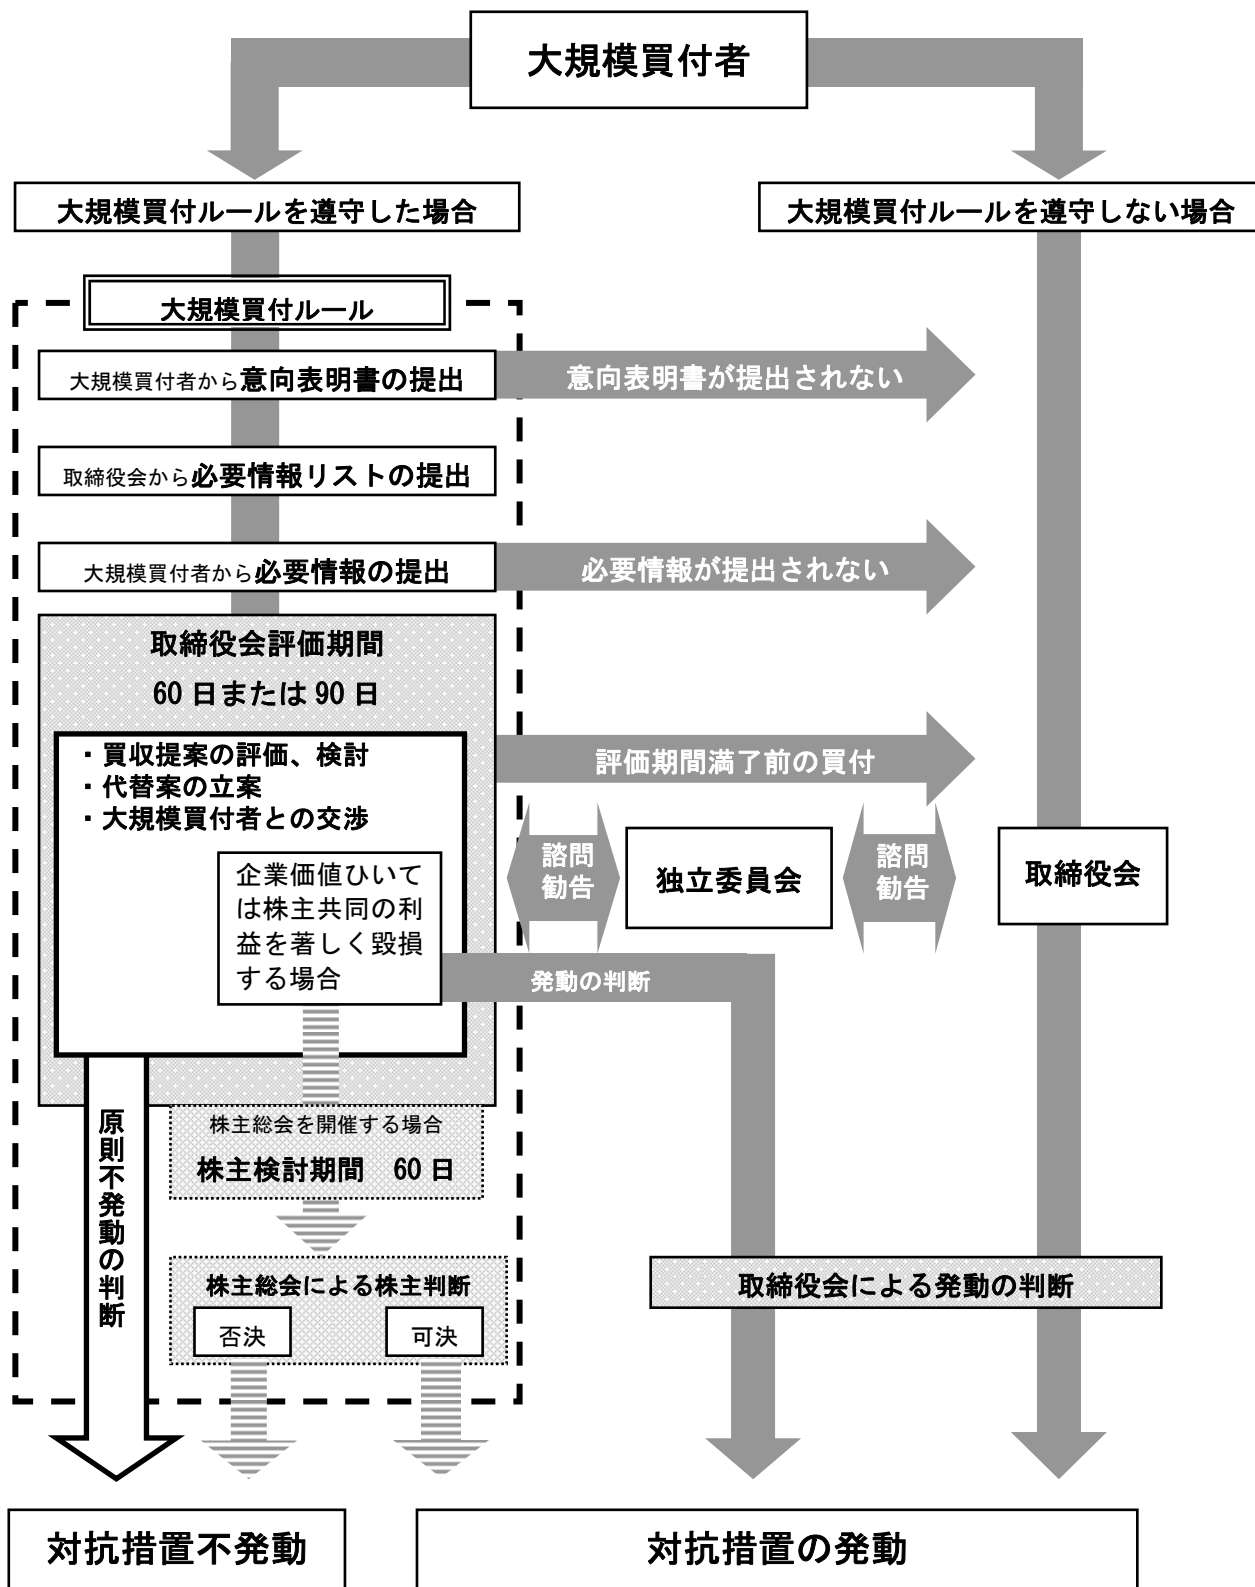 大規模買付者
大規模買付ルールを遵守した場合
大規模買付ルールを遵守しない場合
大規模買付ルール
大規模買付者から意向表明書の提出
意向表明書が提出されない
取締役会から必要情報リストの提出
大規模買付者から必要情報の提出
必要情報が提出されない
取締役会評価期間
60 日または 90 日
・買収提案の評価、検討
・代替案の立案
・大規模買付者との交渉
評価期間満了前の買付
企業価値ひいて
は株主共同の利
益を著しく毀損
する場合
諮問
勧告
独立委員会
諮問
勧告
取締役会
発動の判断
原則不発動の判断
株主総会を開催する場合
株主検討期間　60 日
株主総会による株主判断
否決
可決
取締役会による発動の判断
対抗措置不発動
対抗措置の発動